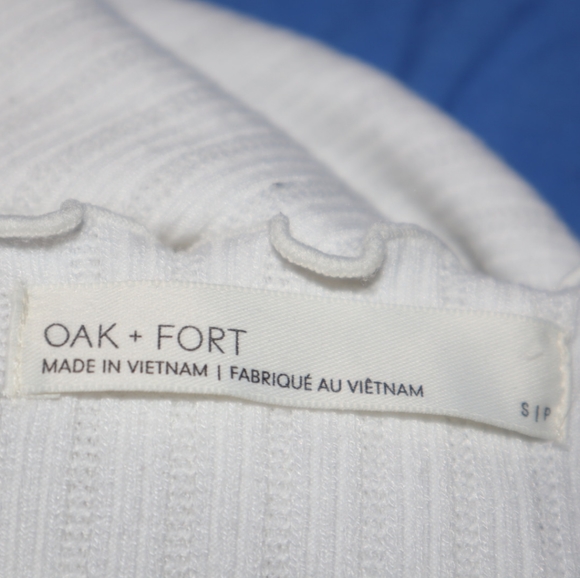 OAK + FORT
MADE IN VIETNAM | FABRIQUÉ AU VIÊTNAM
S | P